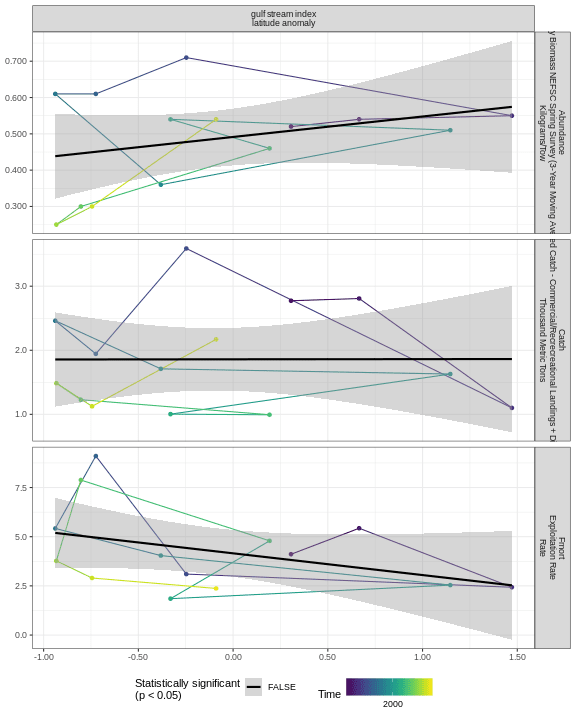 gulf stream index
latitude anomaly
0.700
0.600
0.500
0.400
0.300
Abundance
Biomass NEFSC Spring Survey (3-Year Moving
Kilograms/Tow
3.0
2.0
1.0
Catch
Catch - Commercial/Recreational Landings +
Thousand Metric Tons
7.5
5.0
2.5
0.0
Fmort
Exploitation Rate
Rate
-1.00 -0.50 0.00 0.50 1.00 1.50
Statistically significant
(p < 0.05)
FALSE
Time
2000